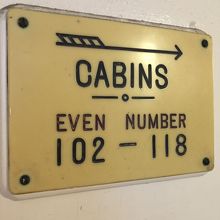 CABINS
EVEN NUMBER
102 - 118